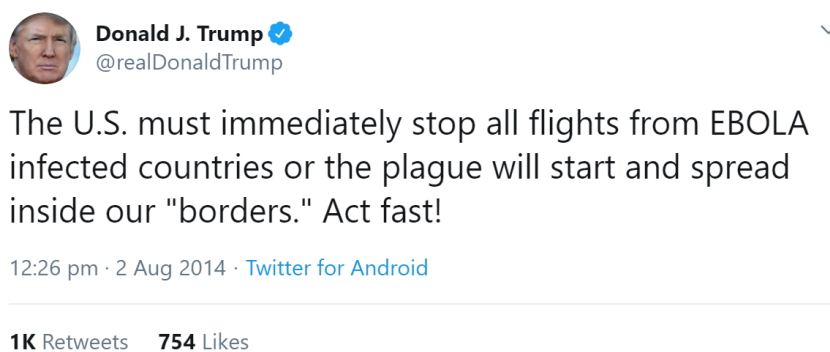 Donald J. Trump
@realDonaldTrump
The U.S. must immediately stop all flights from EBOLA
infected countries or the plague will start and spread
inside our "borders." Act fast!
12:26 pm · 2 Aug 2014 · Twitter for Android
1K Retweets 754 Likes